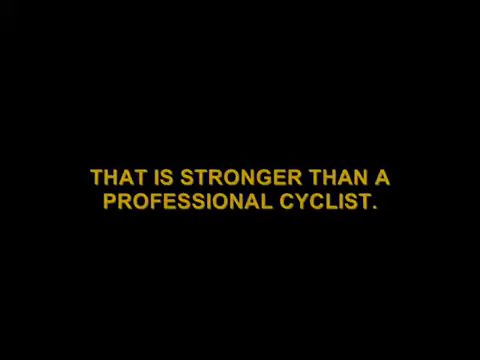 THAT IS STRONGER THAN A
PROFESSIONAL CYCLIST.